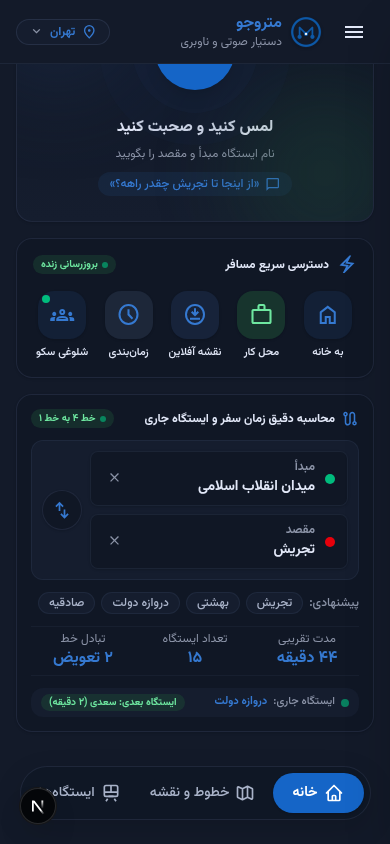 متروجو
دستیار صوتی و ناوبری
تهران
لمس کنید و صحبت کنید
نام ایستگاه مبدأ و مقصد را بگویید
«از اینجا تا تجریش چقدر راهه؟»
دسترسی سریع مسافر
بروزرسانی زنده
به خانه
محل کار
نقشه آفلاین
زمان‌بندی
شلوغی سکو
محاسبه دقیق زمان سفر و ایستگاه جاری
خط ۴ به خط ۱
مبدأ
میدان انقلاب اسلامی
مقصد
تجریش
پیشنهادی: تجریش بهشتی دروازه دولت صادقیه
مدت تقریبی تعداد ایستگاه تبادل خط
۴۴ دقیقه ۱۵ ۲ تعویض
ایستگاه جاری: دروازه دولت
ایستگاه بعدی: سعدی (۲ دقیقه)
خانه
خطوط و نقشه
N